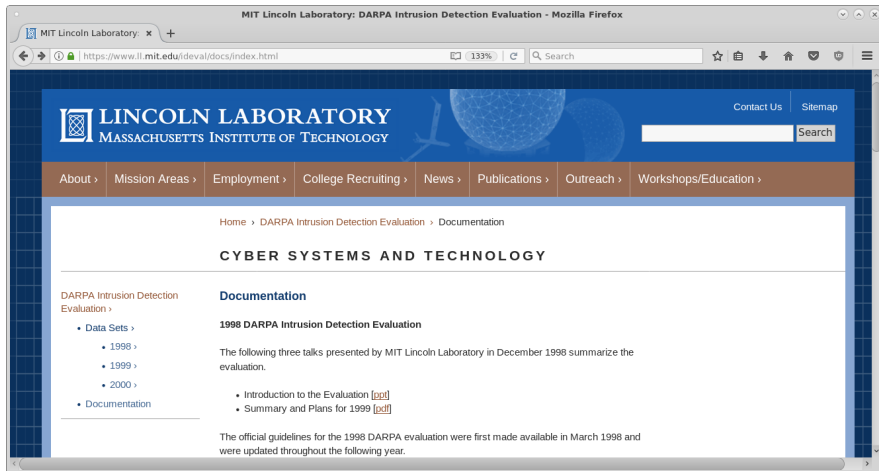 MIT Lincoln Laboratory: DARPA Intrusion Detection Evaluation - Mozilla Firefox
MIT Lincoln Laboratory: × +
https://www.ll.mit.edu/ideval/docs/index.html 133% Search
LINCOLN LABORATORY
MASSACHUSETTS INSTITUTE OF TECHNOLOGY
Contact Us Sitemap
Search
About › Mission Areas › Employment › College Recruiting › News › Publications › Outreach › Workshops/Education ›
Home › DARPA Intrusion Detection Evaluation › Documentation
CYBER SYSTEMS AND TECHNOLOGY
DARPA Intrusion Detection
Evaluation ›
• Data Sets ›
• 1998 ›
• 1999 ›
• 2000 ›
• Documentation
Documentation
1998 DARPA Intrusion Detection Evaluation
The following three talks presented by MIT Lincoln Laboratory in December 1998 summarize the
evaluation.
• Introduction to the Evaluation [ppt]
• Summary and Plans for 1999 [pdf]
The official guidelines for the 1998 DARPA evaluation were first made available in March 1998 and
were updated throughout the following year.